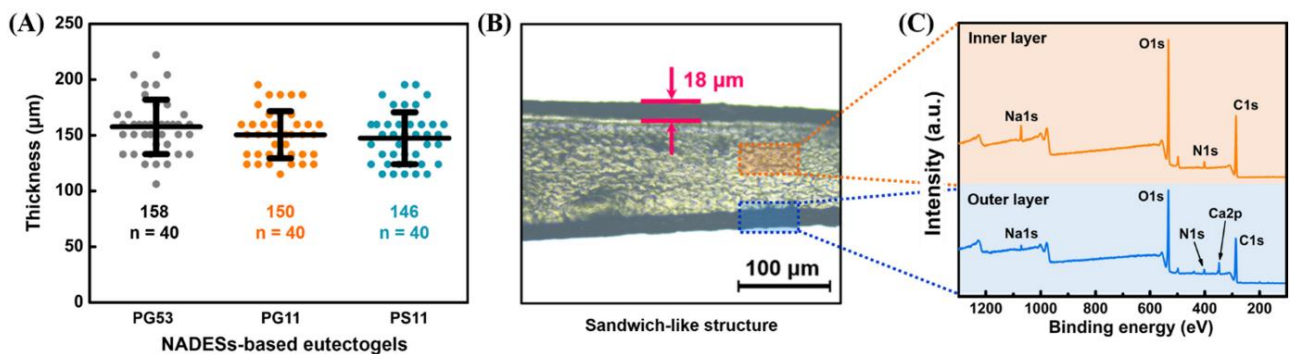 (A)
250
200
150
100
50
0
Thickness (μm)
158
n = 40
150
n = 40
146
n = 40
PG53 PG11 PS11
NADESs-based eutectogels
(B)
18 μm
100 μm
Sandwich-like structure
(C)
Inner layer
O1s
C1s
Na1s
N1s
Outer layer
O1s
Ca2p
N1s
C1s
Na1s
Intensity (a.u.)
1200 1000 800 600 400 200
Binding energy (eV)